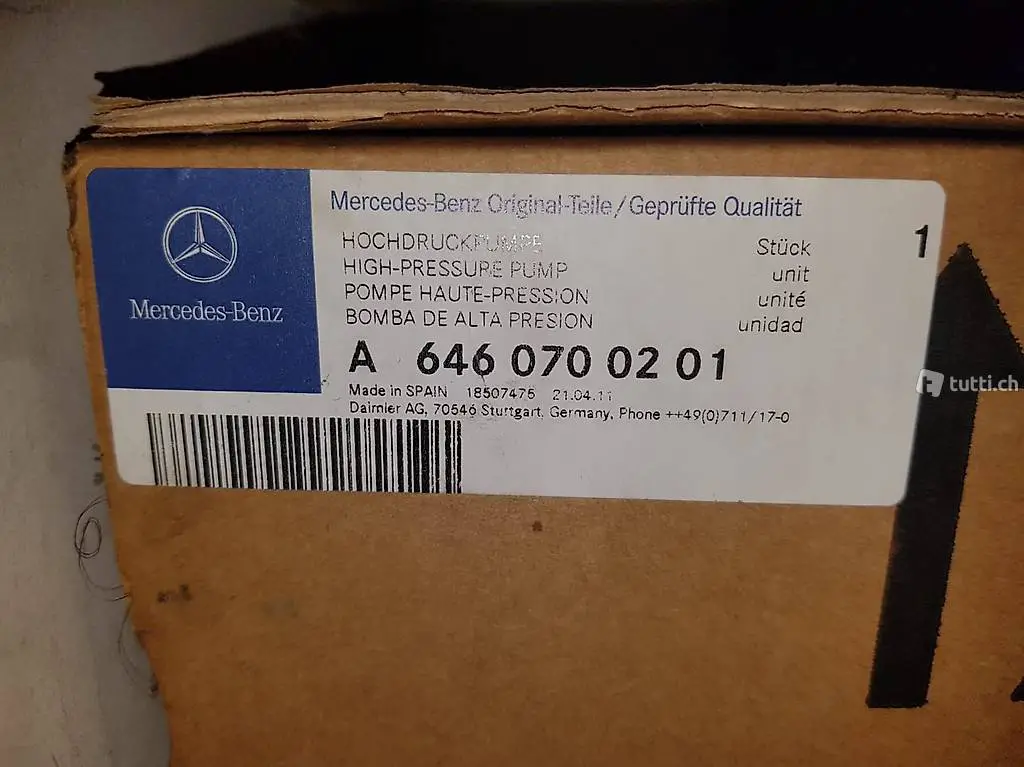 Mercedes-Benz
Mercedes-Benz Original-Teile/Geprüfte Qualität
HOCHDRUCKPUMPE Stück 1
HIGH-PRESSURE PUMP unit
POMPE HAUTE-PRESSION unité
BOMBA DE ALTA PRESION unidad
A 646 070 02 01
Made in SPAIN 18507475 21.04.11
Daimler AG, 70546 Stuttgart, Germany, Phone ++49(0)711/17-0
tutti.ch